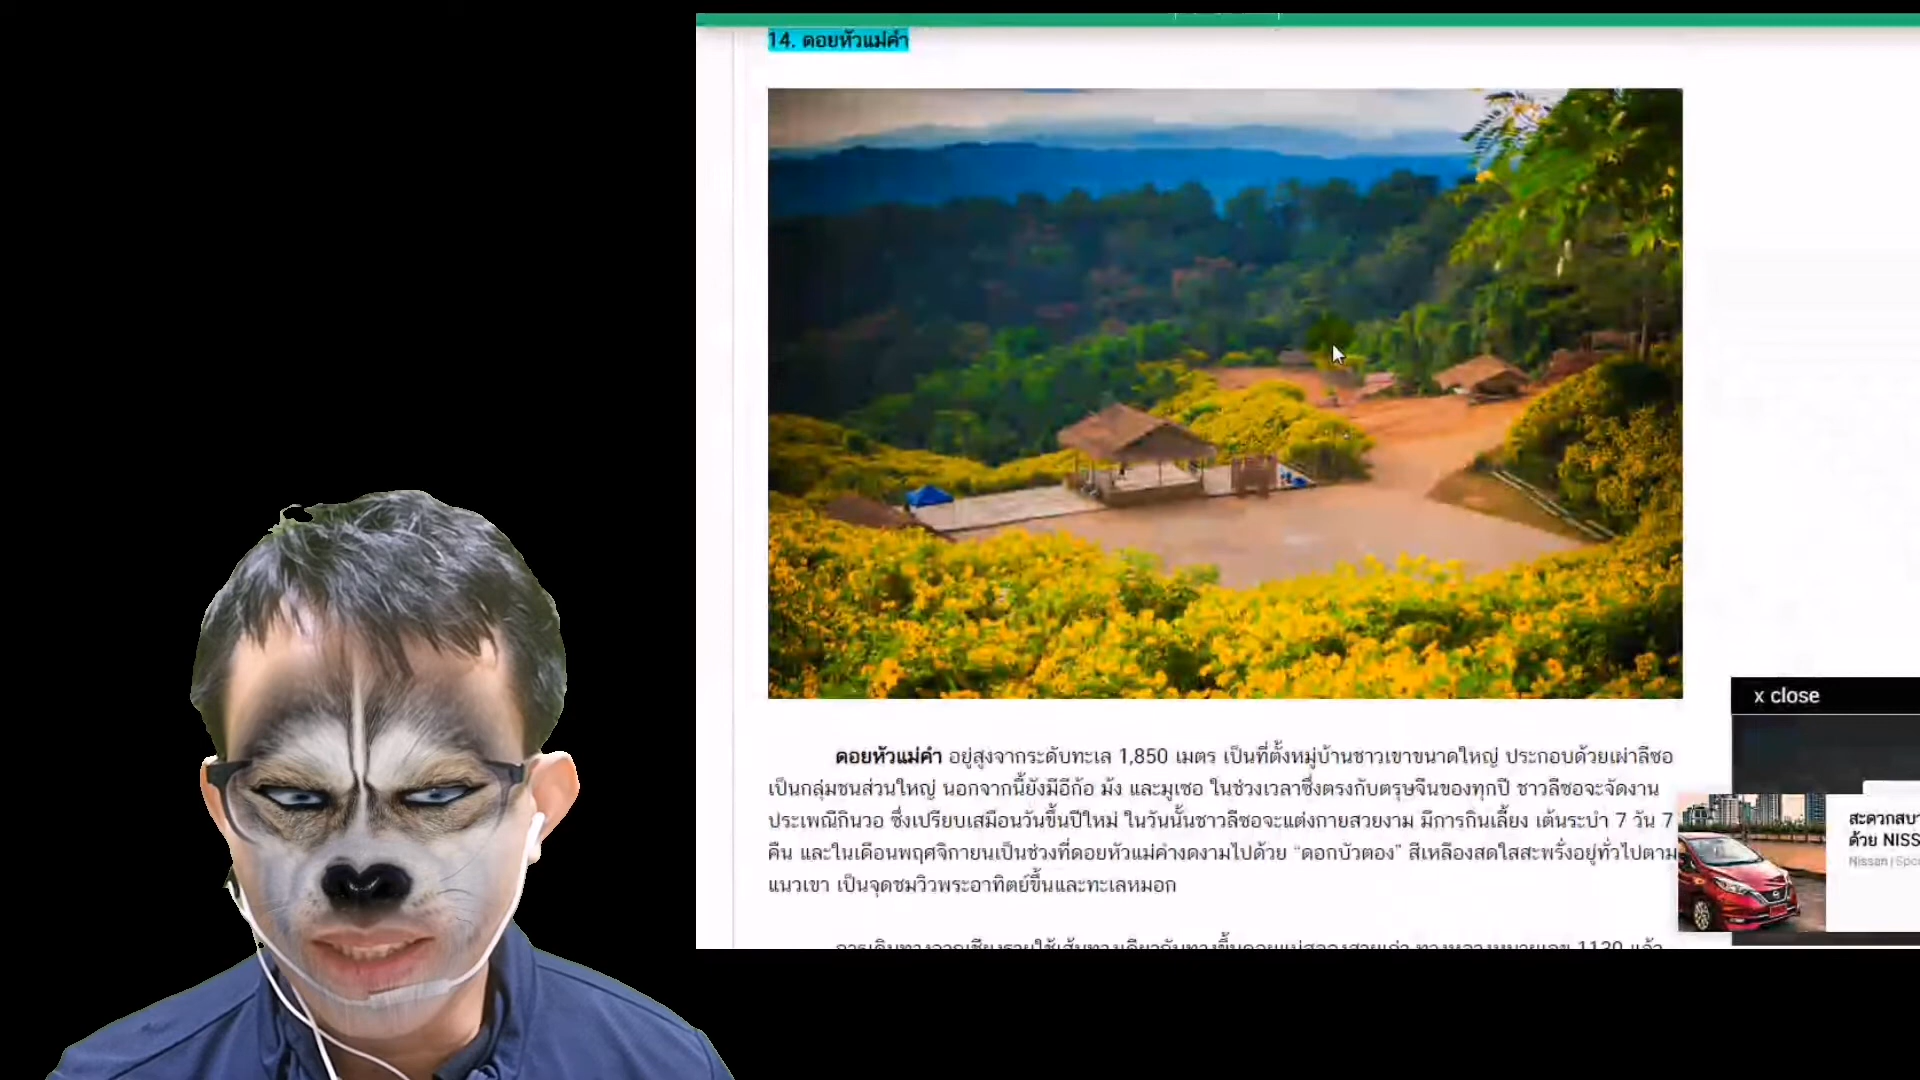 14. ดอยหัวแม่คำ
ดอยหัวแม่คำ อยู่สูงจากระดับทะเล 1,850 เมตร เป็นที่ตั้งหมู่บ้านชาวเขาขนาดใหญ่ ประกอบด้วยเผ่าลีซอ
เป็นกลุ่มชนส่วนใหญ่ นอกจากนี้ยังมีอีก้อ ม้ง และมูเซอ ในช่วงเวลาซึ่งตรงกับตรุษจีนของทุกปี ชาวลีซอจะจัดงาน
ประเพณีกินวอ ซึ่งเปรียบเสมือนวันขึ้นปีใหม่ ในวันนั้นชาวลีซอจะแต่งกายสวยงาม มีการกินเลี้ยง เต้นระบำ 7 วัน 7
คืน และในเดือนพฤศจิกายนเป็นช่วงที่ดอยหัวแม่คำงดงามไปด้วย “ดอกบัวตอง” สีเหลืองสดใสสะพรั่งอยู่ทั่วไปตาม
แนวเขา เป็นจุดชมวิวพระอาทิตย์ขึ้นและทะเลหมอก
x close
สะดวกสบา
ด้วย NISS
Nissan | Spo